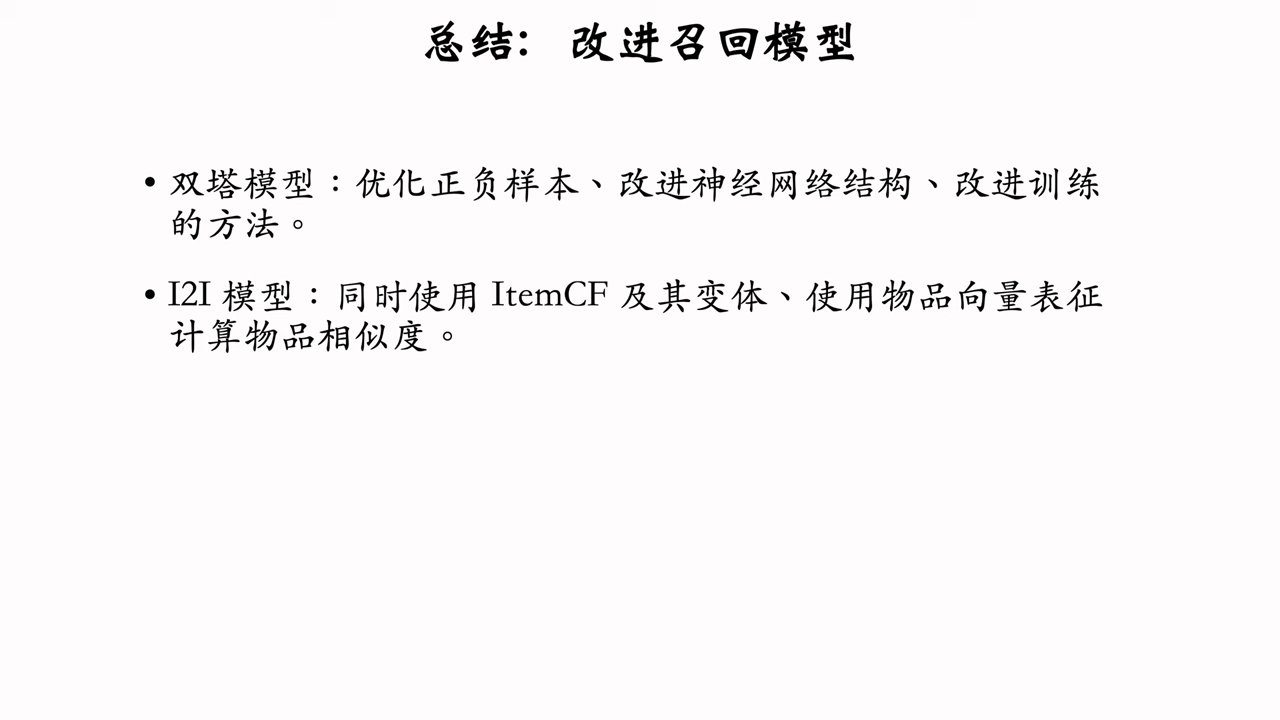 总结: 改进召回模型
• 双塔模型：优化正负样本、改进神经网络结构、改进训练
的方法。
• I2I 模型：同时使用 ItemCF 及其变体、使用物品向量表征
计算物品相似度。